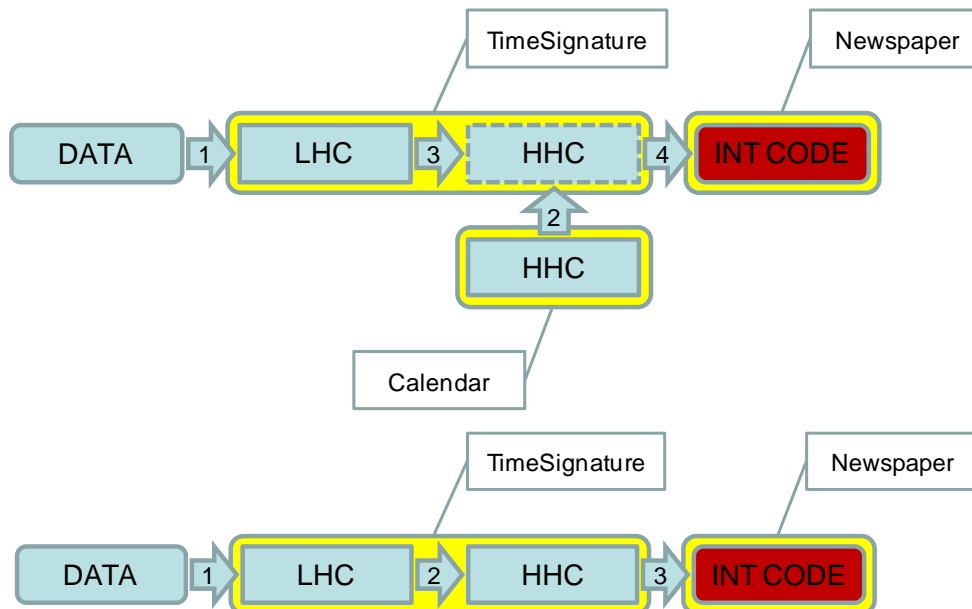 TimeSignature
Newspaper
DATA
1
LHC
3
HHC
4
INT CODE
2
HHC
Calendar
TimeSignature
Newspaper
DATA
1
LHC
2
HHC
3
INT CODE